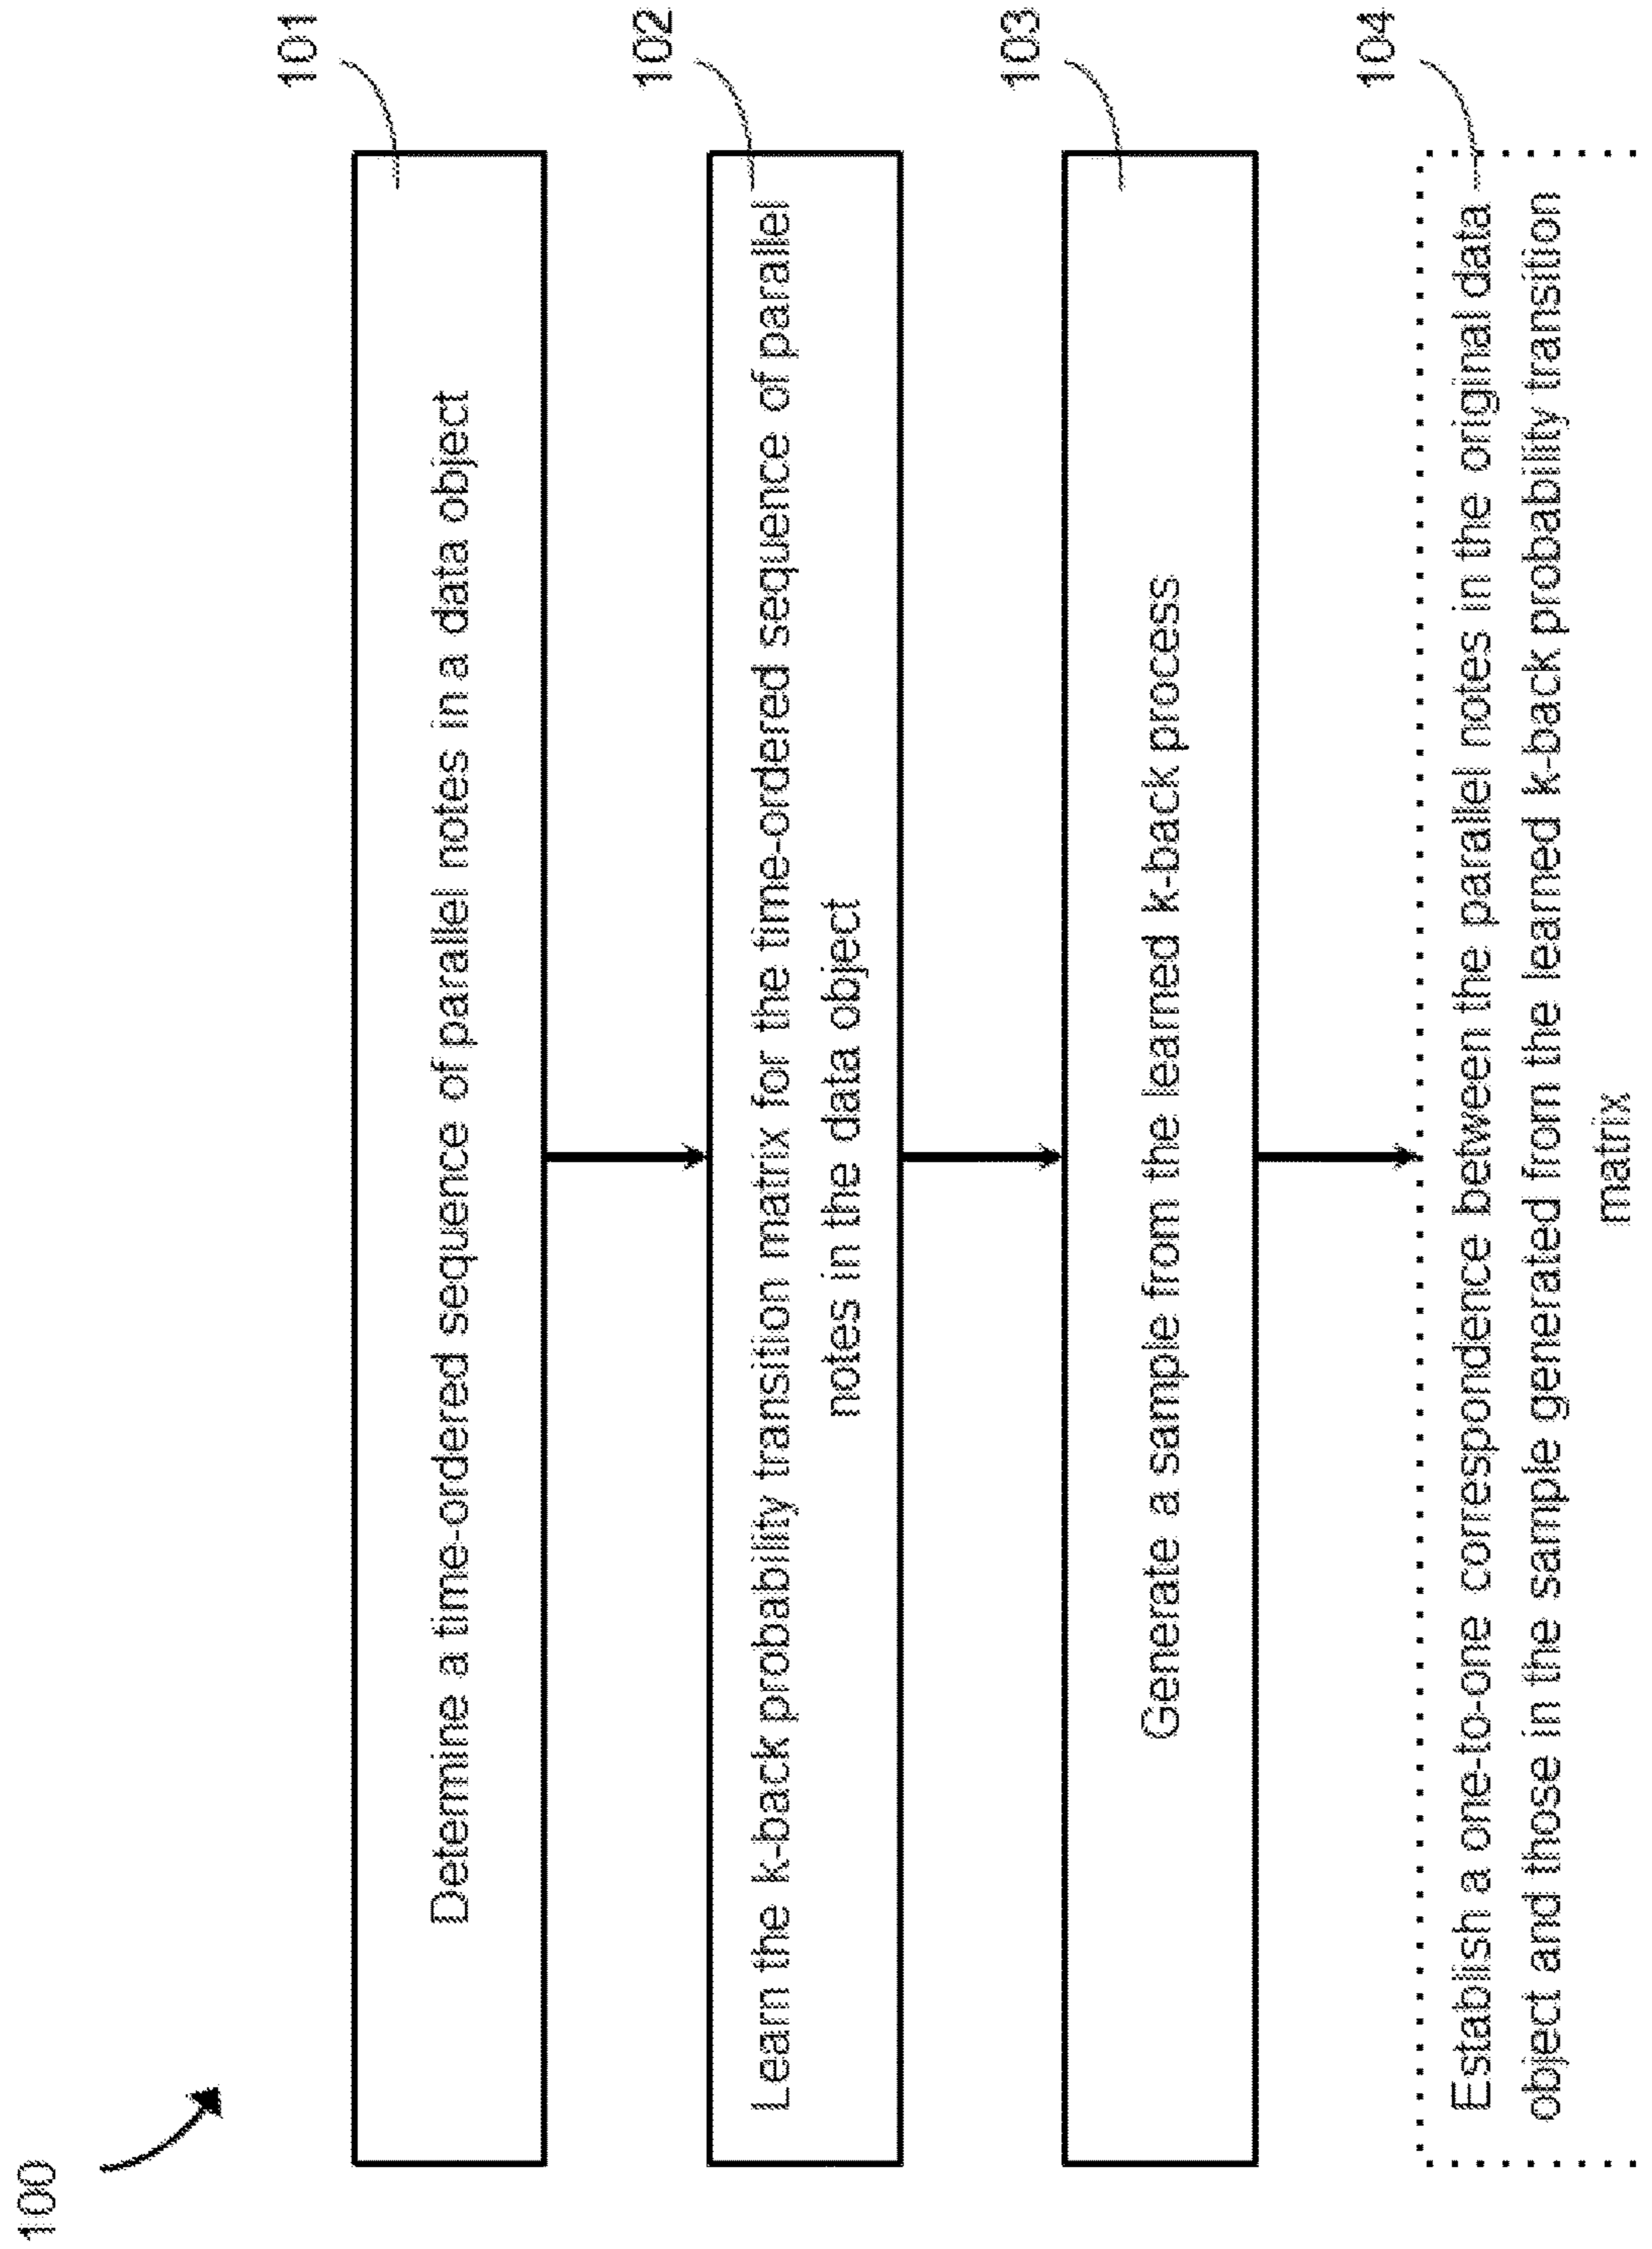 100
101
Determine a time-ordered sequence of parallel notes in a data object
102
Learn the k-back probability transition matrix for the time-ordered sequence of parallel
notes in the data object
103
Generate a sample from the learned k-back process
104
Establish a one-to-one correspondence between the parallel notes in the original data
object and those in the sample generated from the learned k-back probability transition
matrix